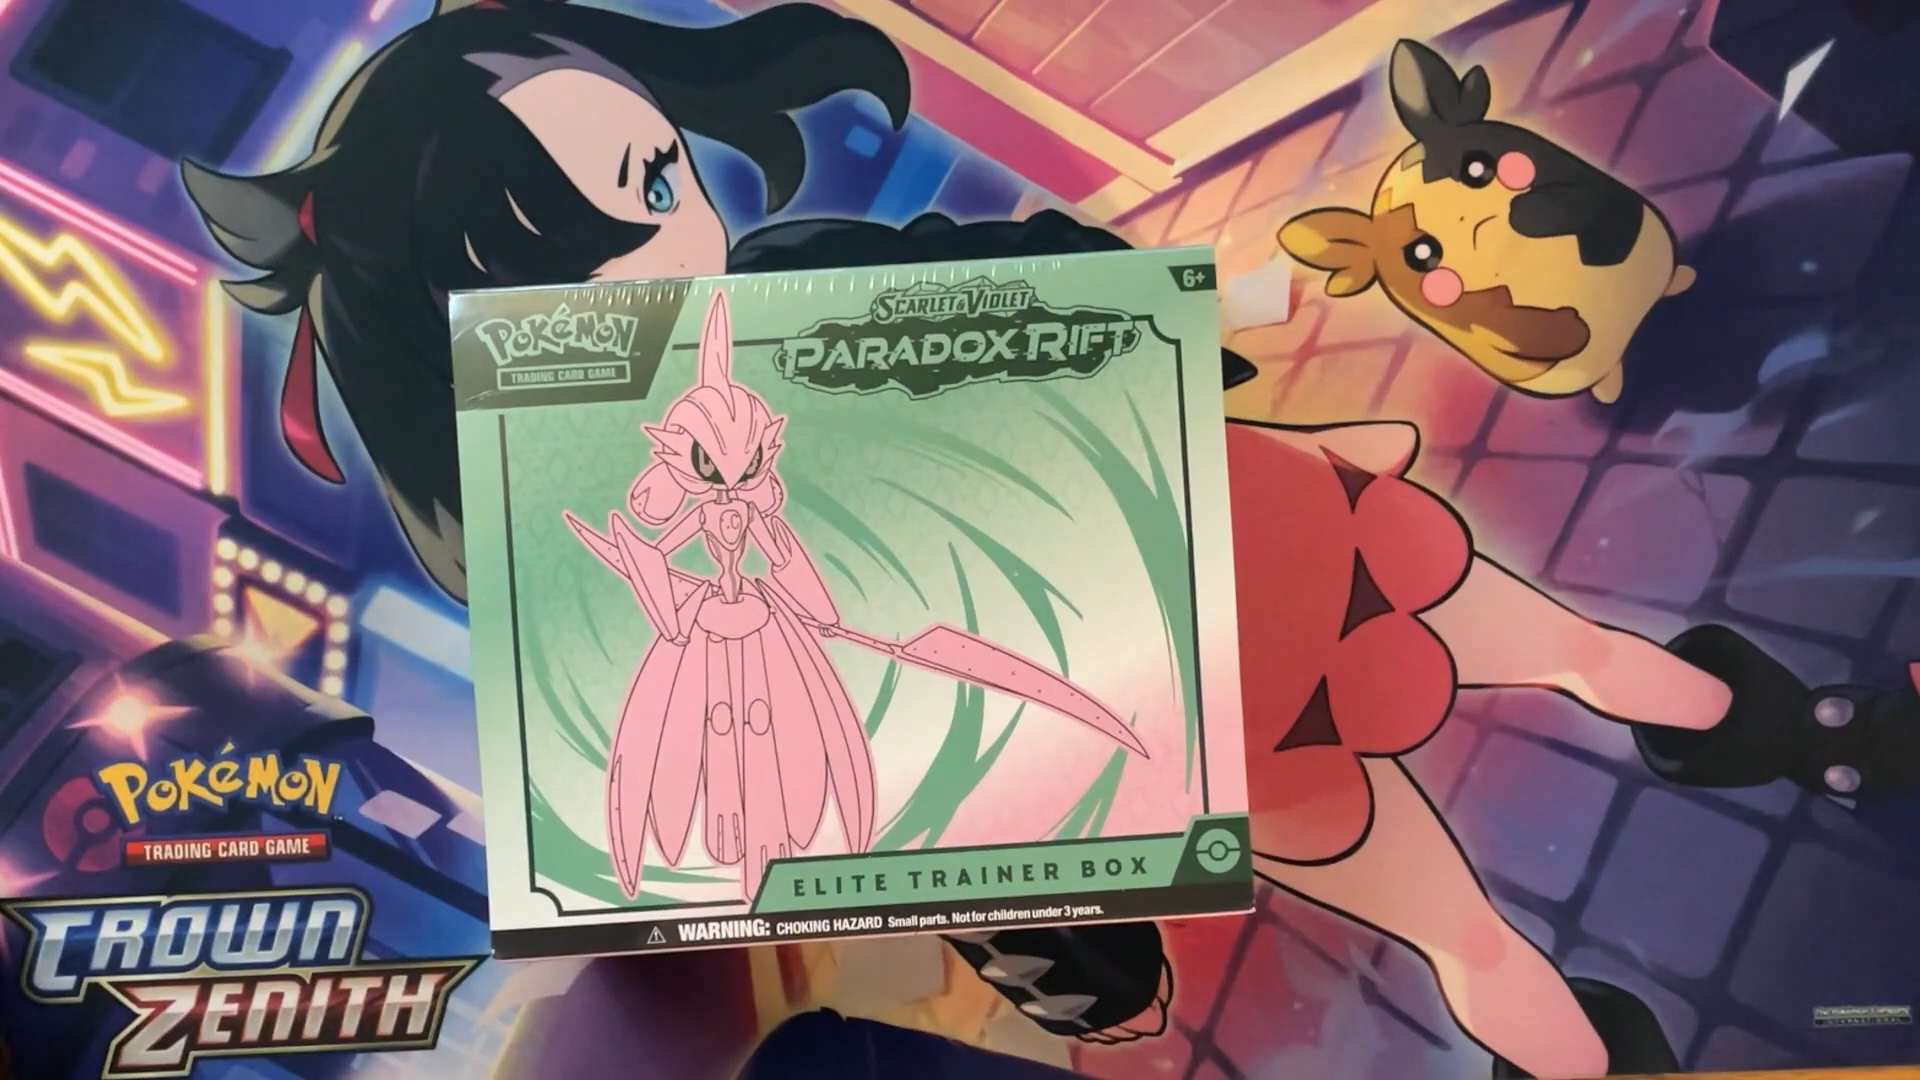 Pokémon
TRADING CARD GAME
SCARLET & VIOLET
PARADOX RIFT
6+
ELITE TRAINER BOX
WARNING: CHOKING HAZARD Small parts. Not for children under 3 years.
Pokémon
TRADING CARD GAME
CROWN
ZENITH